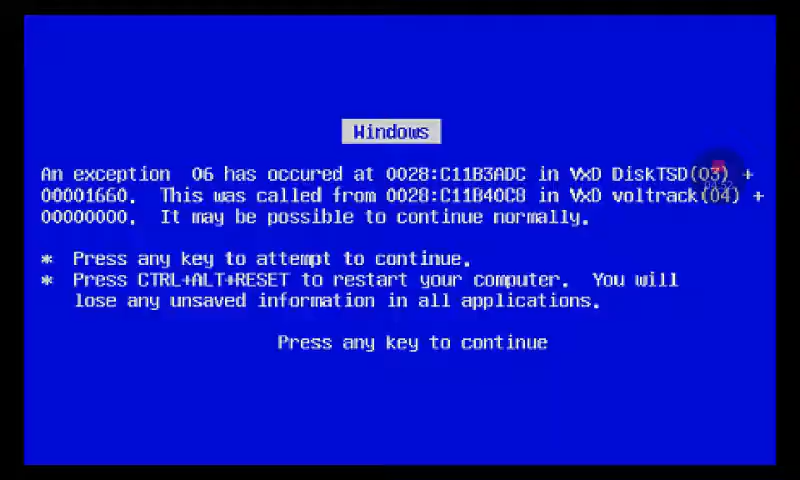 Windows
An exception  06 has occured at 0028:C11B3ADC in VxD DiskTSD(03) +
00001660.  This was called from 0028:C11B40C8 in VxD voltrack(04) +
00000000.  It may be possible to continue normally.
*  Press any key to attempt to continue.
*  Press CTRL+ALT+RESET to restart your computer.  You will
lose any unsaved information in all applications.
Press any key to continue